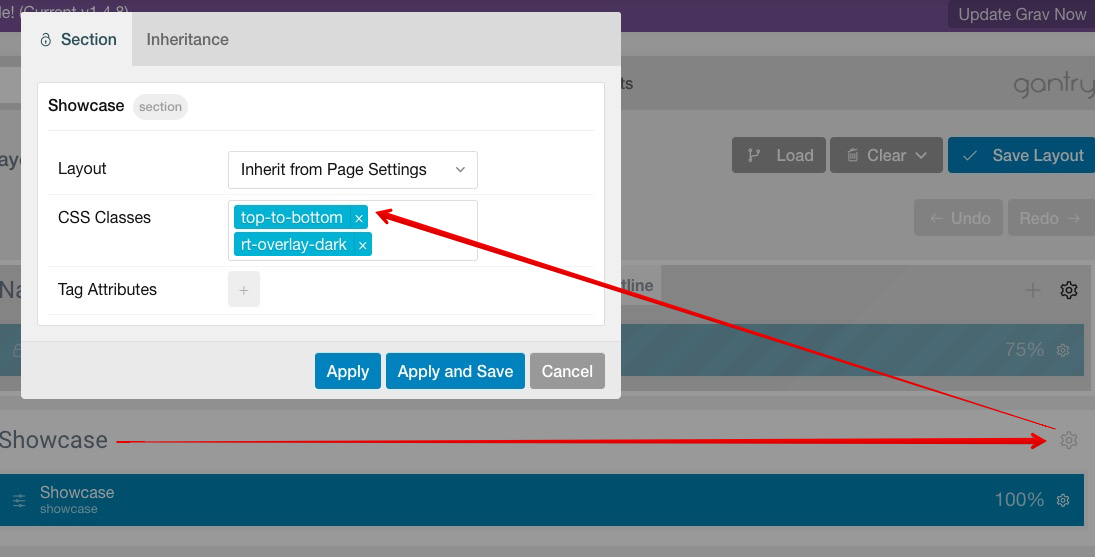 le! (Current v1.4.8)
Update Grav Now
Section
Inheritance
ts
gantry
Showcase section
Layout
Inherit from Page Settings
Load
Clear
Save Layout
CSS Classes
top-to-bottom ×
rt-overlay-dark ×
Undo
Redo
Tag Attributes
+
tline
Na
75%
Apply
Apply and Save
Cancel
Showcase
Showcase
showcase
100%